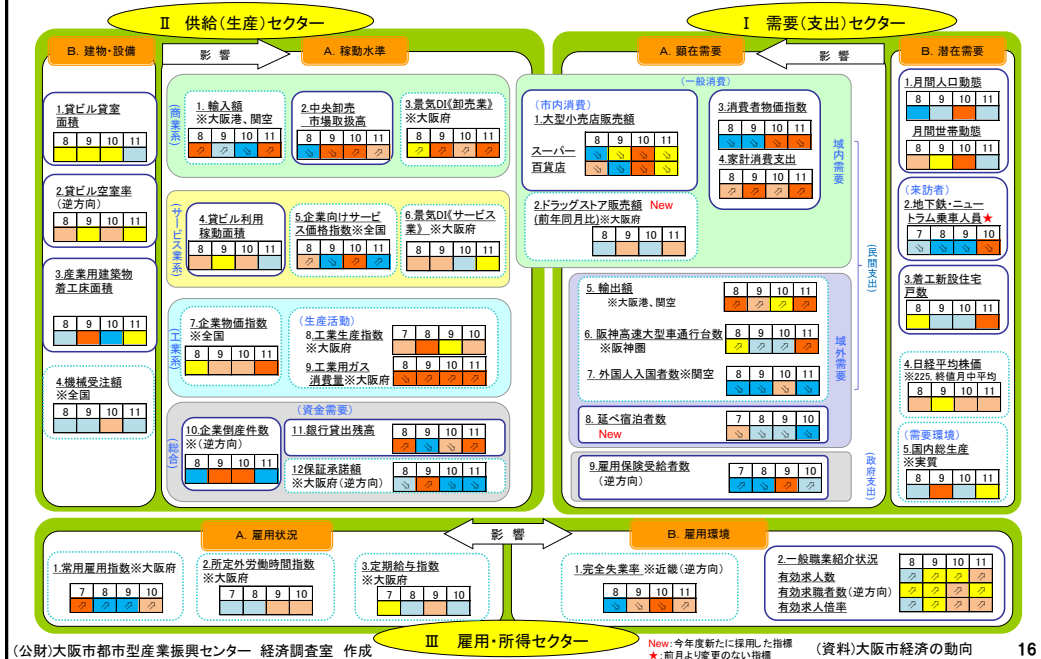 Ⅱ 供給(生産)セクター
Ⅰ 需要(支出)セクター
B. 建物・設備
影 響
A. 稼動水準
1.貸ビル貸室
面積
8 9 10 11
2.貸ビル空室率
(逆方向)
8 9 10 11
3.産業用建築物
着工床面積
8 9 10 11
4.機械受注額
※全国
8 9 10 11
(商業系)
1. 輸入額
※大阪港、関空
8 9 10 11
⇗ ⇘ ⇘ ⇗
2.中央卸売
市場取扱高
8 9 10 11
⇘ ⇗ ⇗ ⇗
3.景気DI《卸売業》
※大阪府
8 9 10 11
⇗ ⇗ ⇗ ⇗
(サービス業系)
4.貸ビル利用
稼動面積
8 9 10 11
5.企業向けサービ
ス価格指数※全国
8 9 10 11
⇗ ⇘ ⇗ ⇗
6.景気DI《サービス
業》 ※大阪府
8 9 10 11
(工業系)
7.企業物価指数
※全国
8 9 10 11
(生産活動)
8.工業生産指数
※大阪府
7 8 9 10
9.工業用ガス
消費量※大阪府
⇘ ⇗ ⇗ ⇗
(総合)
(資金需要)
10.企業倒産件数
※(逆方向)
8 9 10 11
11.銀行貸出残高
8 9 10 11
⇗ ⇘ ⇘ ⇗
12保証承諾額
※大阪府(逆方向)
8 9 10 11
⇘ ⇗ ⇘ ⇘
A. 顕在需要
影 響
B. 潜在需要
(一般消費)
(市内消費)
1.大型小売店販売額
8 9 10 11
スーパー
⇘ ⇘ ⇘ ⇘
百貨店
⇗ ⇘ ⇘ ⇘
2.ドラッグストア販売額 New
(前年同月比)※大阪府
8 9 10 11
3.消費者物価指数
8 9 10 11
⇘ ⇘ ⇘ ⇘
4.家計消費支出
8 9 10 11
⇗ ⇗ ⇗ ⇗
域内需要
(民間支出)
5. 輸出額
※大阪港、関空
8 9 10 11
⇗ ⇗ ⇗ ⇗
6. 阪神高速大型車通行台数
※阪神圏
8 9 10 11
⇗ ⇗ ⇗ ⇗
7. 外国人入国者数※関空
8 9 10 11
⇘ ⇘ ⇘ ⇘
域外需要
8. 延べ宿泊者数
New
7 8 9 10
⇘ ⇘ ⇘ ⇘
9.雇用保険受給者数
(逆方向)
7 8 9 10
⇗ ⇗ ⇗ ⇗
(政府支出)
1.月間人口動態
8 9 10 11
月間世帯動態
8 9 10 11
(来訪者)
2.地下鉄・ニュー
トラム乗車人員★
7 8 9 10
⇘ ⇘ ⇘ ⇘
3.着工新設住宅
戸数
8 9 10 11
4.日経平均株価
※225、終値月中平均
8 9 10 11
(需要環境)
5.国内総生産
※実質
8 9 10 11
A. 雇用状況
影 響
B. 雇用環境
1.常用雇用指数※大阪府
7 8 9 10
⇗ ⇗ ⇗ ⇗
2.所定外労働時間指数
※大阪府
7 8 9 10
3.定期給与指数
※大阪府
7 8 9 10
1.完全失業率 ※近畿(逆方向)
8 9 10 11
⇘ ⇘ ⇘ ⇗
2.一般職業紹介状況
8 9 10 11
有効求人数
⇗ ⇗ ⇗ ⇗
有効求職者数(逆方向)
⇗ ⇗ ⇗ ⇗
有効求人倍率
⇗ ⇗ ⇗ ⇗
Ⅲ 雇用・所得セクター
(公財)大阪市都市型産業振興センター 経済調査室 作成
New:今年度新たに採用した指標
★:前月より変更のない指標
(資料)大阪市経済の動向
16